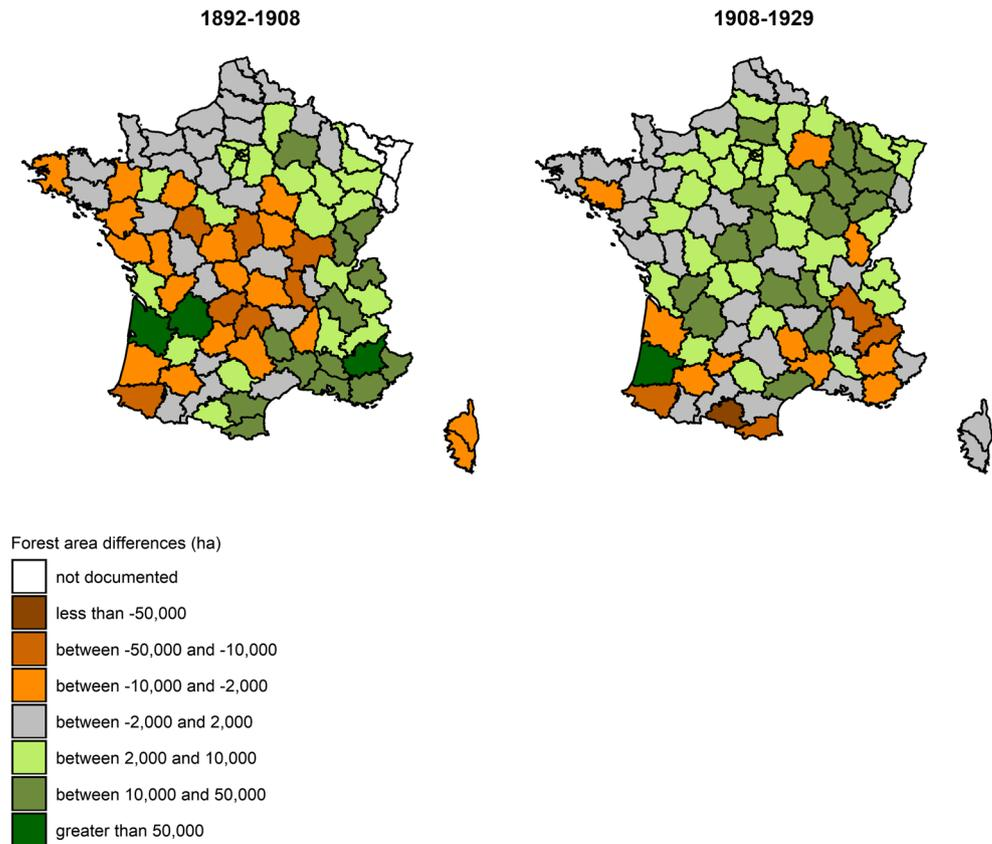 1892-1908
1908-1929
Forest area differences (ha)
not documented
less than -50,000
between -50,000 and -10,000
between -10,000 and -2,000
between -2,000 and 2,000
between 2,000 and 10,000
between 10,000 and 50,000
greater than 50,000